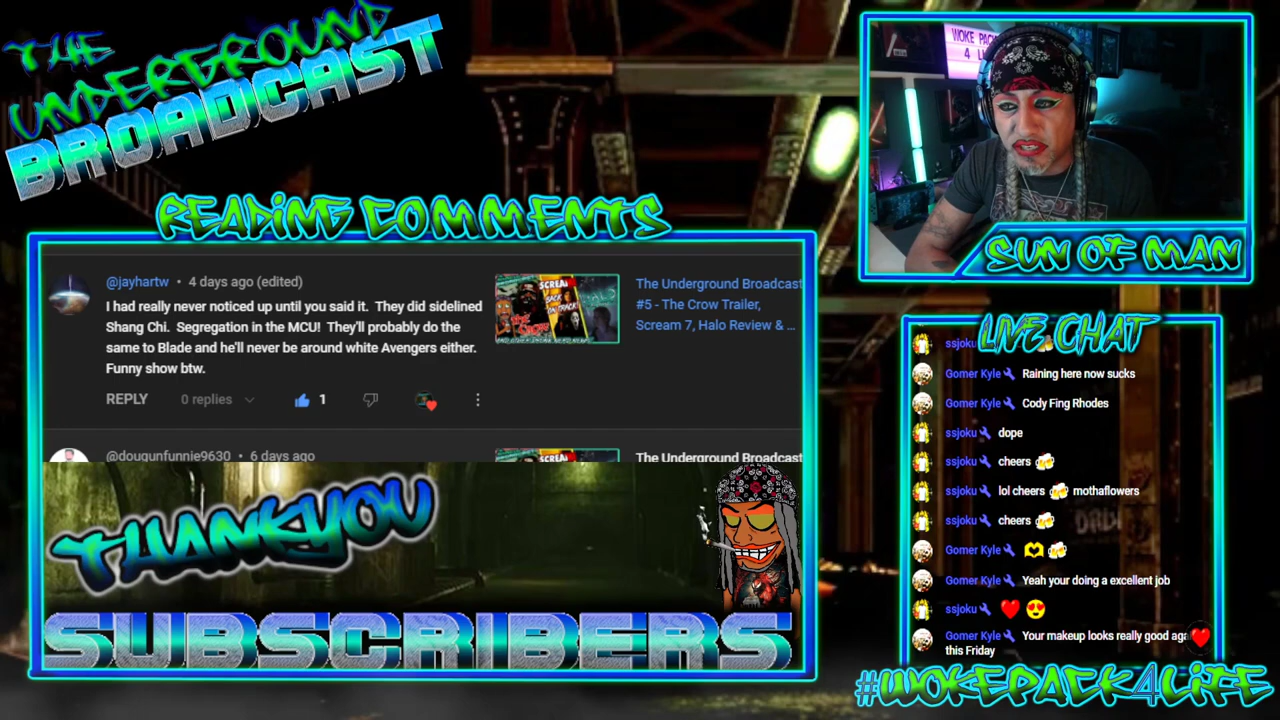 THE
UNDERGROUND
BROADCAST
READING COMMENTS
@jayhartw • 4 days ago (edited)
I had really never noticed up until you said it. They did sidelined
Shang Chi. Segregation in the MCU! They'll probably do the
same to Blade and he'll never be around white Avengers either.
Funny show btw.
REPLY 0 replies 1
The Underground Broadcast
#5 - The Crow Trailer,
Scream 7, Halo Review & ...
@dougunfunnie9630 • 6 days ago
The Underground Broadcast
THANKYOU
SUBSCRIBERS
WOKE PAC
4 L
SUN OF MAN
LIVE CHAT
ssjoku
Gomer Kyle Raining here now sucks
Gomer Kyle Cody Fing Rhodes
ssjoku dope
ssjoku cheers 🍻
ssjoku lol cheers 🍻 mothaflowers
ssjoku cheers 🍻
Gomer Kyle 🫶 🍻
Gomer Kyle Yeah your doing a excellent job
ssjoku ❤️ 😍
Gomer Kyle Your makeup looks really good aga
this Friday
#WOKEPACK4LIFE